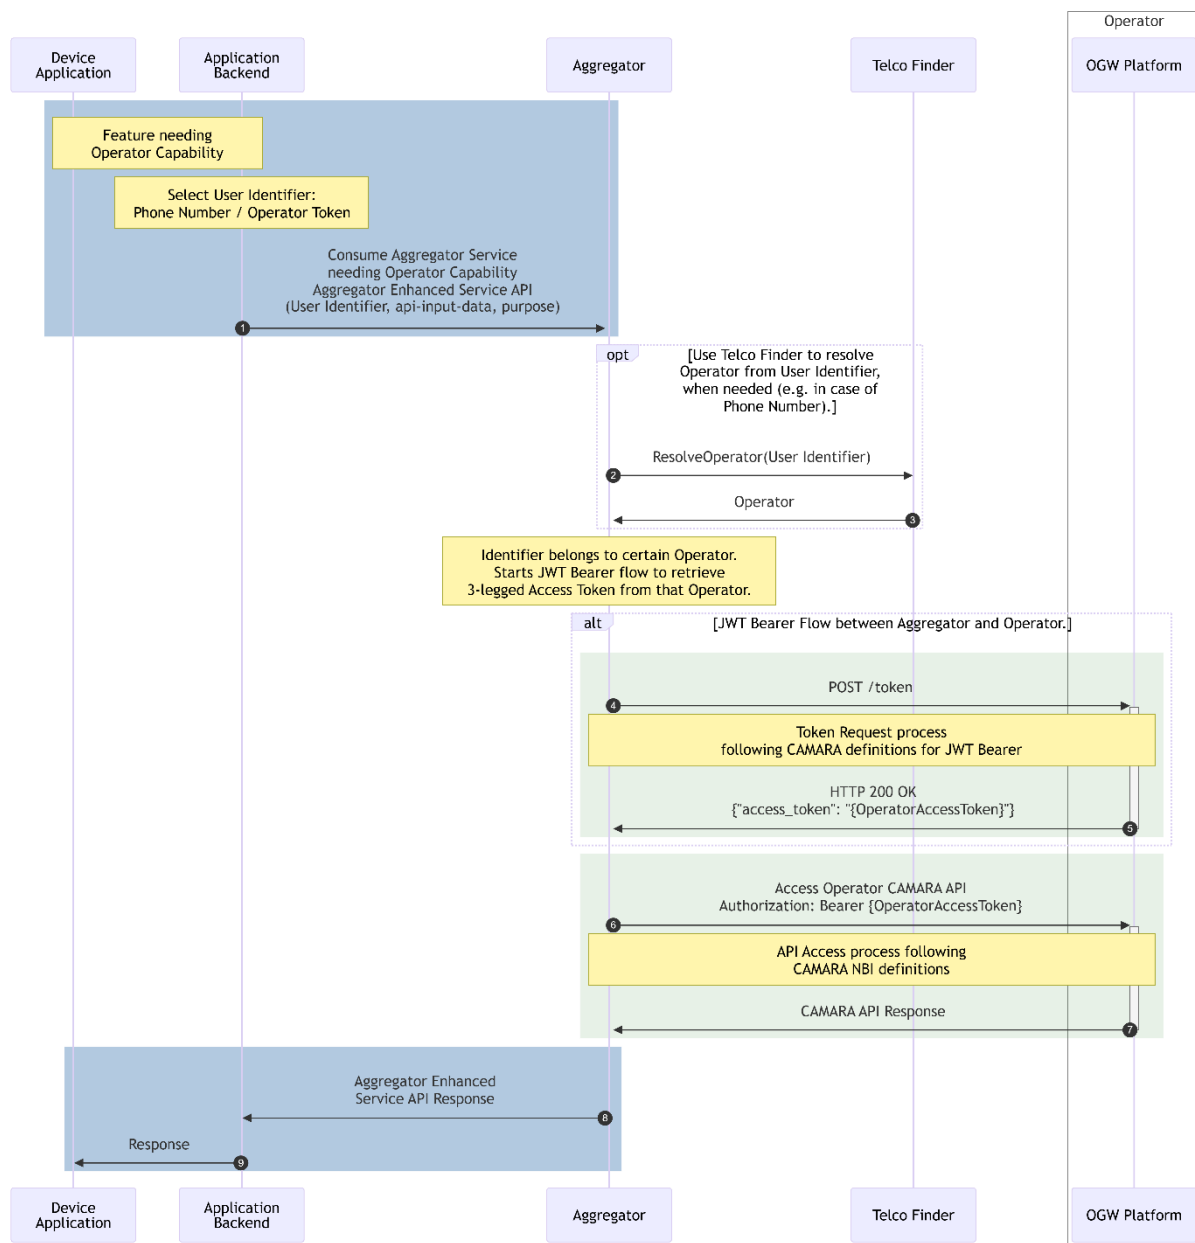 Operator
Device
Application
Application
Backend
Aggregator
Telco Finder
OGW Platform
Feature needing
Operator Capability
Select User Identifier:
Phone Number / Operator Token
Consume Aggregator Service
needing Operator Capability
Aggregator Enhanced Service API
(User Identifier, api-input-data, purpose)
1
opt
[Use Telco Finder to resolve
Operator from User Identifier,
when needed (e.g. in case of
Phone Number).]
ResolveOperator(User Identifier)
2
Operator
3
Identifier belongs to certain Operator.
Starts JWT Bearer flow to retrieve
3-legged Access Token from that Operator.
alt
[JWT Bearer Flow between Aggregator and Operator.]
POST /token
4
Token Request process
following CAMARA definitions for JWT Bearer
HTTP 200 OK
{"access_token": "{OperatorAccessToken}"}
5
Access Operator CAMARA API
Authorization: Bearer {OperatorAccessToken}
6
API Access process following
CAMARA NBI definitions
CAMARA API Response
7
Aggregator Enhanced
Service API Response
8
Response
9
Device
Application
Application
Backend
Aggregator
Telco Finder
OGW Platform